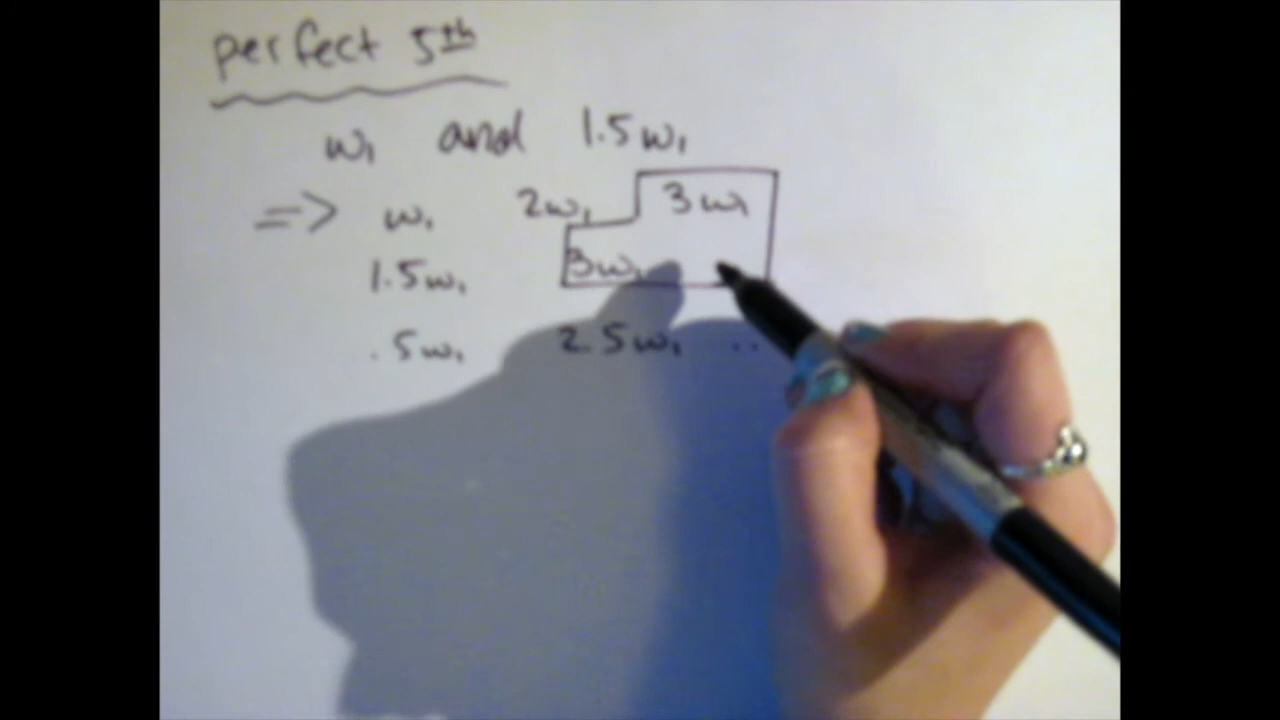 perfect 5th
w₁ and 1.5w₁
=> w₁ 2w₁ 3w₁
1.5w₁ 3w₁
.5w₁ 2.5w₁ ..